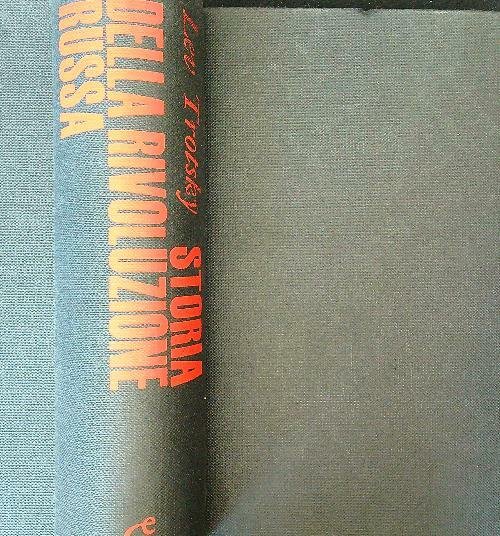 Lev Trotsky
STORIA
DELLA RIVOLUZIONE
RUSSA